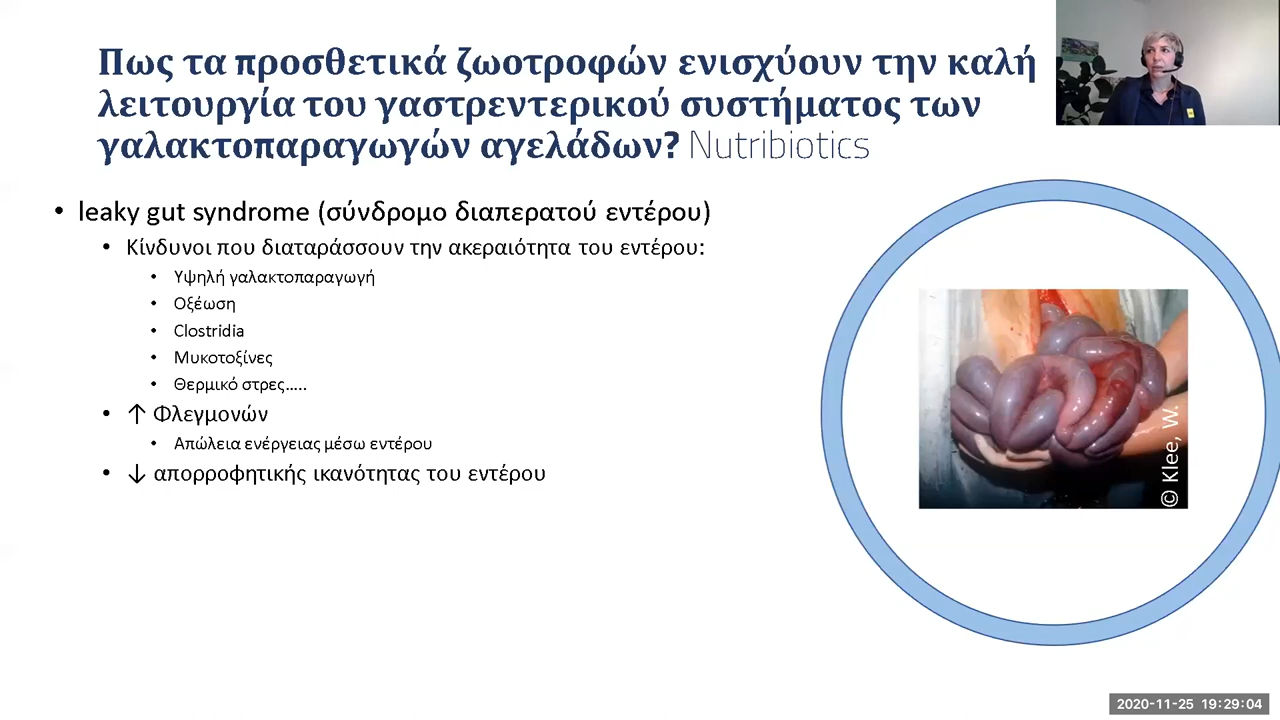 Πως τα προσθετικά ζωοτροφών ενισχύουν την καλή
λειτουργία του γαστρεντερικού συστήματος των
γαλακτοπαραγωγών αγελάδων? Nutribiotics
• leaky gut syndrome (σύνδρομο διαπερατού εντέρου)
• Κίνδυνοι που διαταράσσουν την ακεραιότητα του εντέρου:
• Υψηλή γαλακτοπαραγωγή
• Οξέωση
• Clostridia
• Μυκοτοξίνες
• Θερμικό στρες.....
• ↑ Φλεγμονών
• Απώλεια ενέργειας μέσω εντέρου
• ↓ απορροφητικής ικανότητας του εντέρου
© Klee, W.
2020-11-25 19:29:04